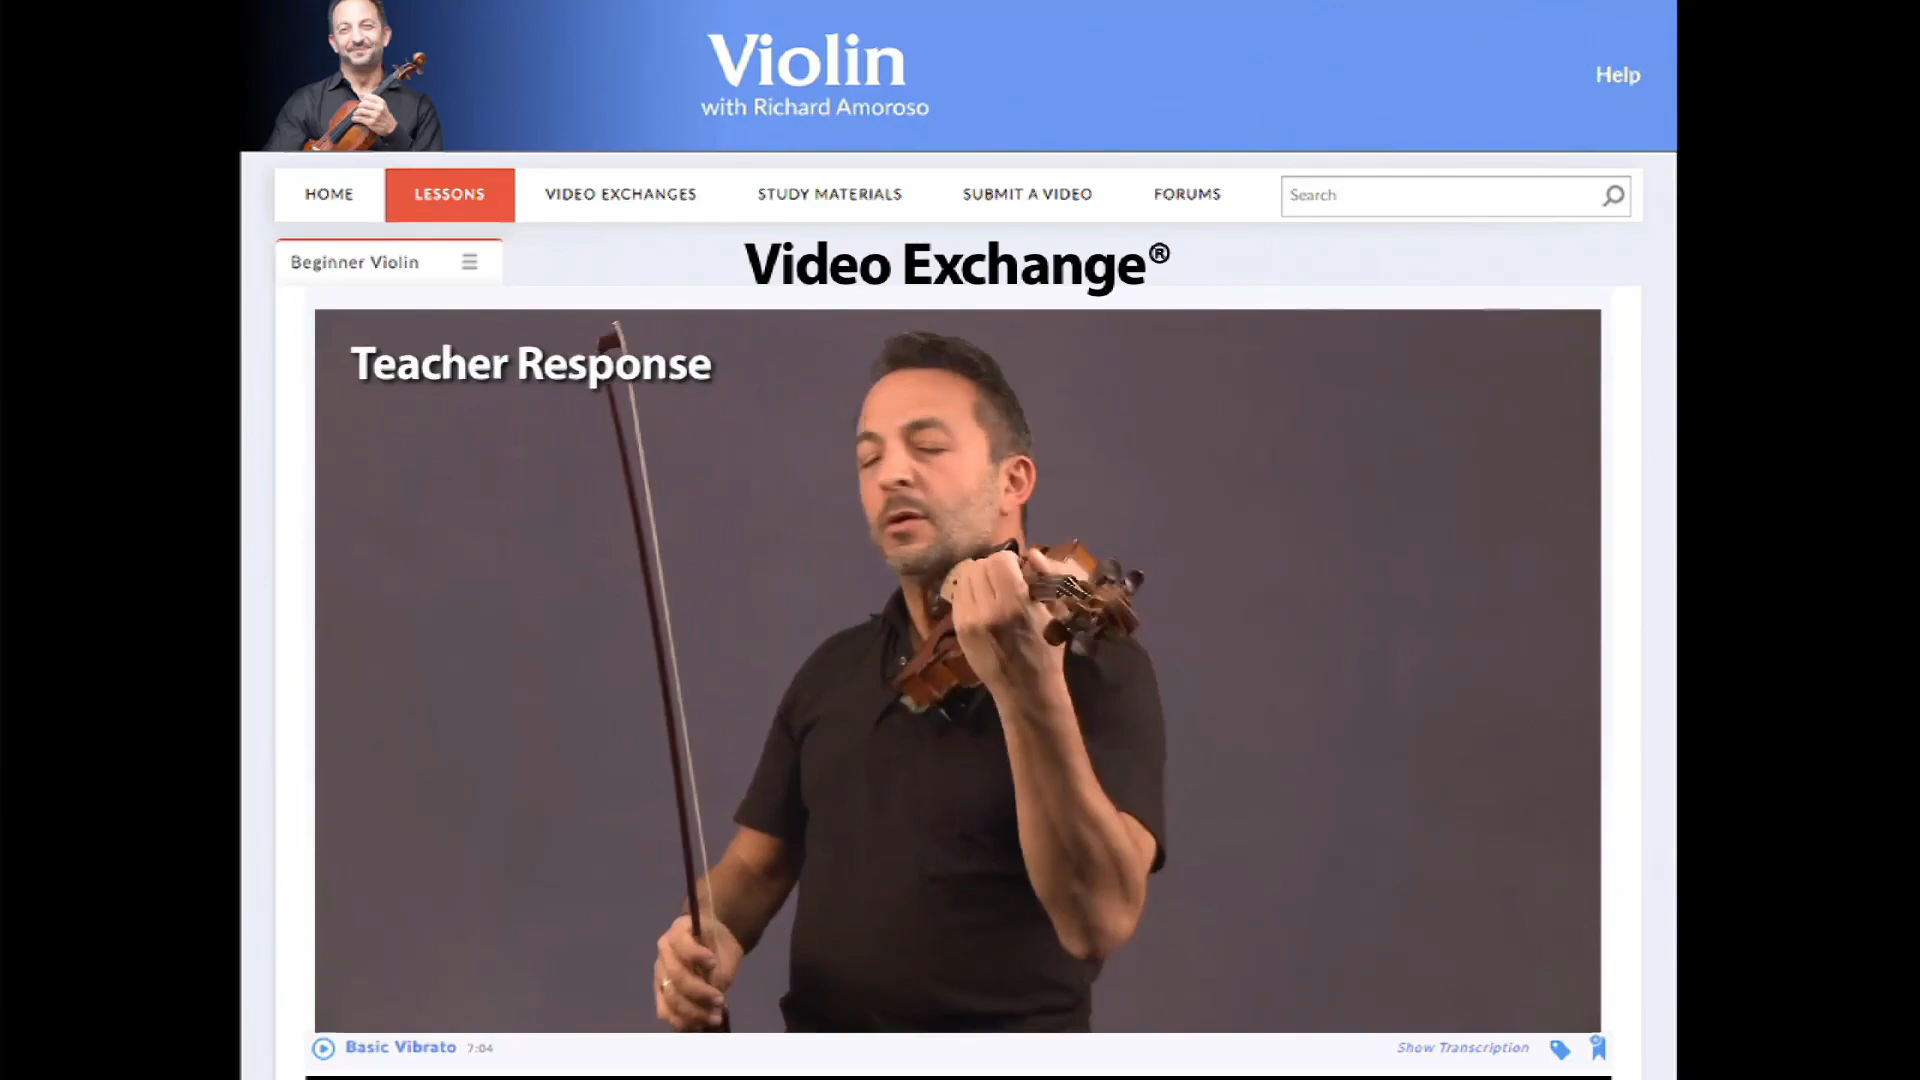 Violin
with Richard Amoroso
Help
HOME
LESSONS
VIDEO EXCHANGES
STUDY MATERIALS
SUBMIT A VIDEO
FORUMS
Search
Beginner Violin
Video Exchange®
Teacher Response
Basic Vibrato 7:04
Show Transcription